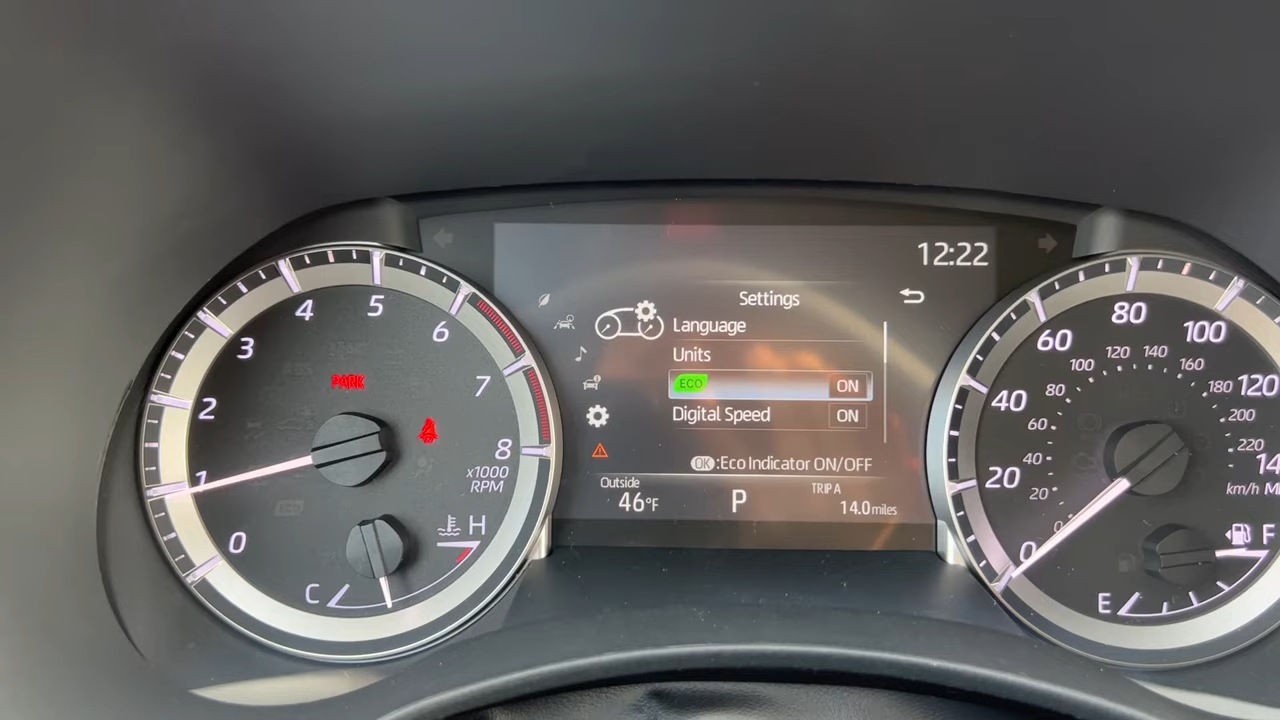 12:22
Settings
Language
Units
ECO ON
Digital Speed ON
OK :Eco Indicator ON/OFF
Outside
46°F
P
TRIP A
14.0 miles
PARK
0
1
2
3
4
5
6
7
8
x1000
RPM
C
H
0
20
40
60
80
100
120
14
0
20
40
60
80
100
120
140
160
180
200
220
km/h M
E
F